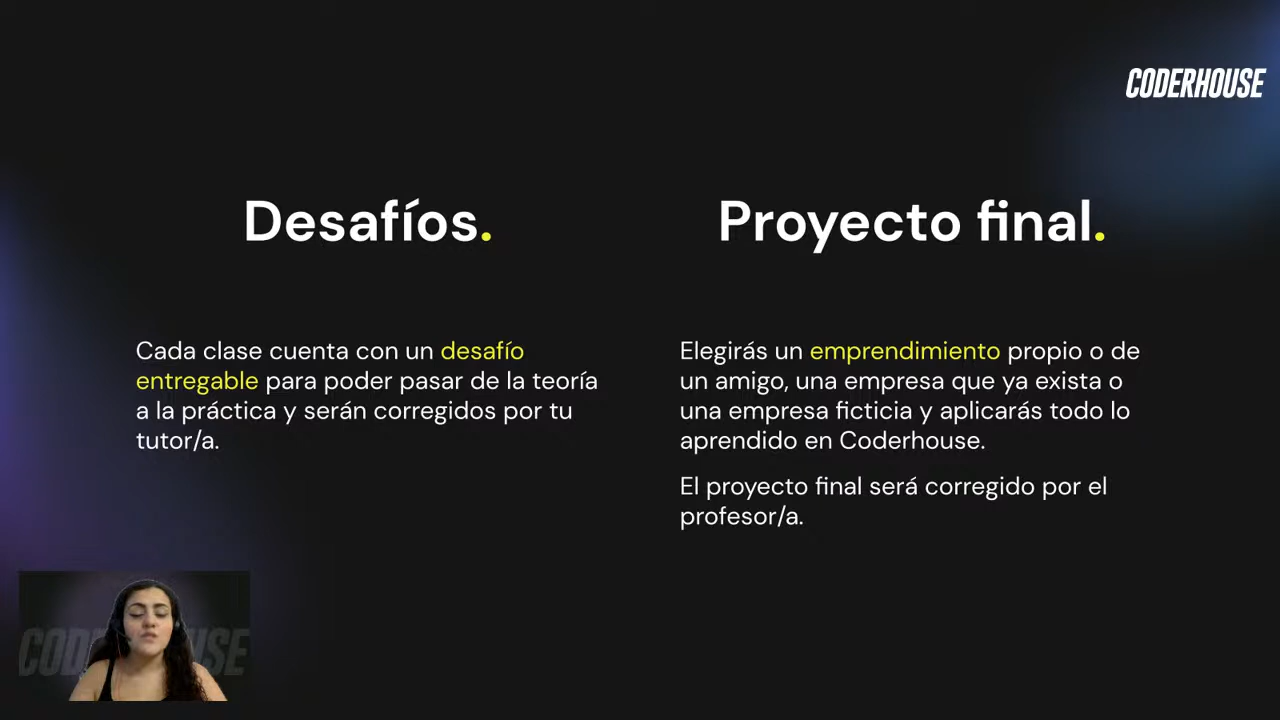 CODERHOUSE
Desafíos.
Cada clase cuenta con un desafío
entregable para poder pasar de la teoría
a la práctica y serán corregidos por tu
tutor/a.
Proyecto final.
Elegirás un emprendimiento propio o de
un amigo, una empresa que ya exista o
una empresa ficticia y aplicarás todo lo
aprendido en Coderhouse.
El proyecto final será corregido por el
profesor/a.
CODERHOUSE